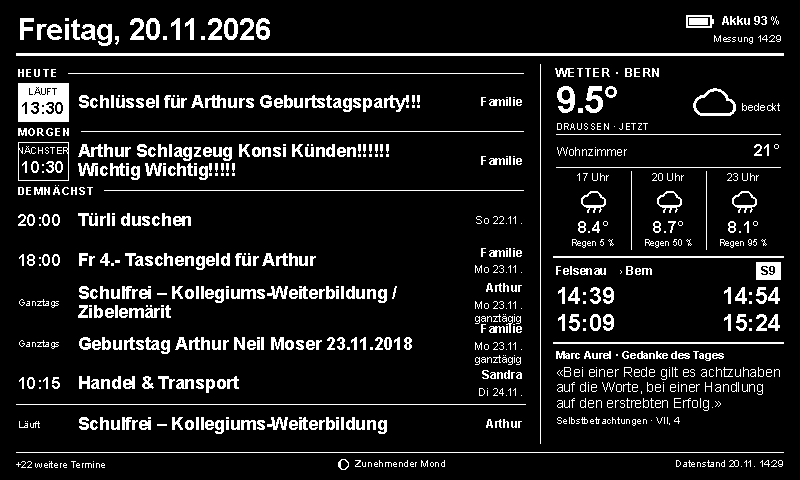 Freitag, 20.11.2026
Akku 93 %
Messung 14:29
HEUTE
LÄUFT
13:30
Schlüssel für Arthurs Geburtstagsparty!!!
Familie
MORGEN
NÄCHSTER
10:30
Arthur Schlagzeug Konsi Künden!!!!!!
Wichtig Wichtig!!!!!
Familie
DEMNÄCHST
20:00
Türli duschen
So 22.11.
18:00
Fr 4.- Taschengeld für Arthur
Familie
Mo 23.11.
Ganztags
Schulfrei – Kollegiums-Weiterbildung /
Zibelemärit
Arthur
Mo 23.11.
ganztägig
Ganztags
Geburtstag Arthur Neil Moser 23.11.2018
Familie
Mo 23.11.
ganztägig
10:15
Handel & Transport
Sandra
Di 24.11.
Läuft
Schulfrei – Kollegiums-Weiterbildung
Arthur
WETTER · BERN
9.5°
bedeckt
DRAUSSEN · JETZT
Wohnzimmer 21°
17 Uhr 20 Uhr 23 Uhr
8.4° 8.7° 8.1°
Regen 5 % Regen 50 % Regen 95 %
Felsenau › Bern S9
14:39 14:54
15:09 15:24
Marc Aurel · Gedanke des Tages
«Bei einer Rede gilt es achtzuhaben
auf die Worte, bei einer Handlung
auf den erstrebten Erfolg.»
Selbstbetrachtungen · VII, 4
+22 weitere Termine
Zunehmender Mond
Datenstand 20.11. 14:29